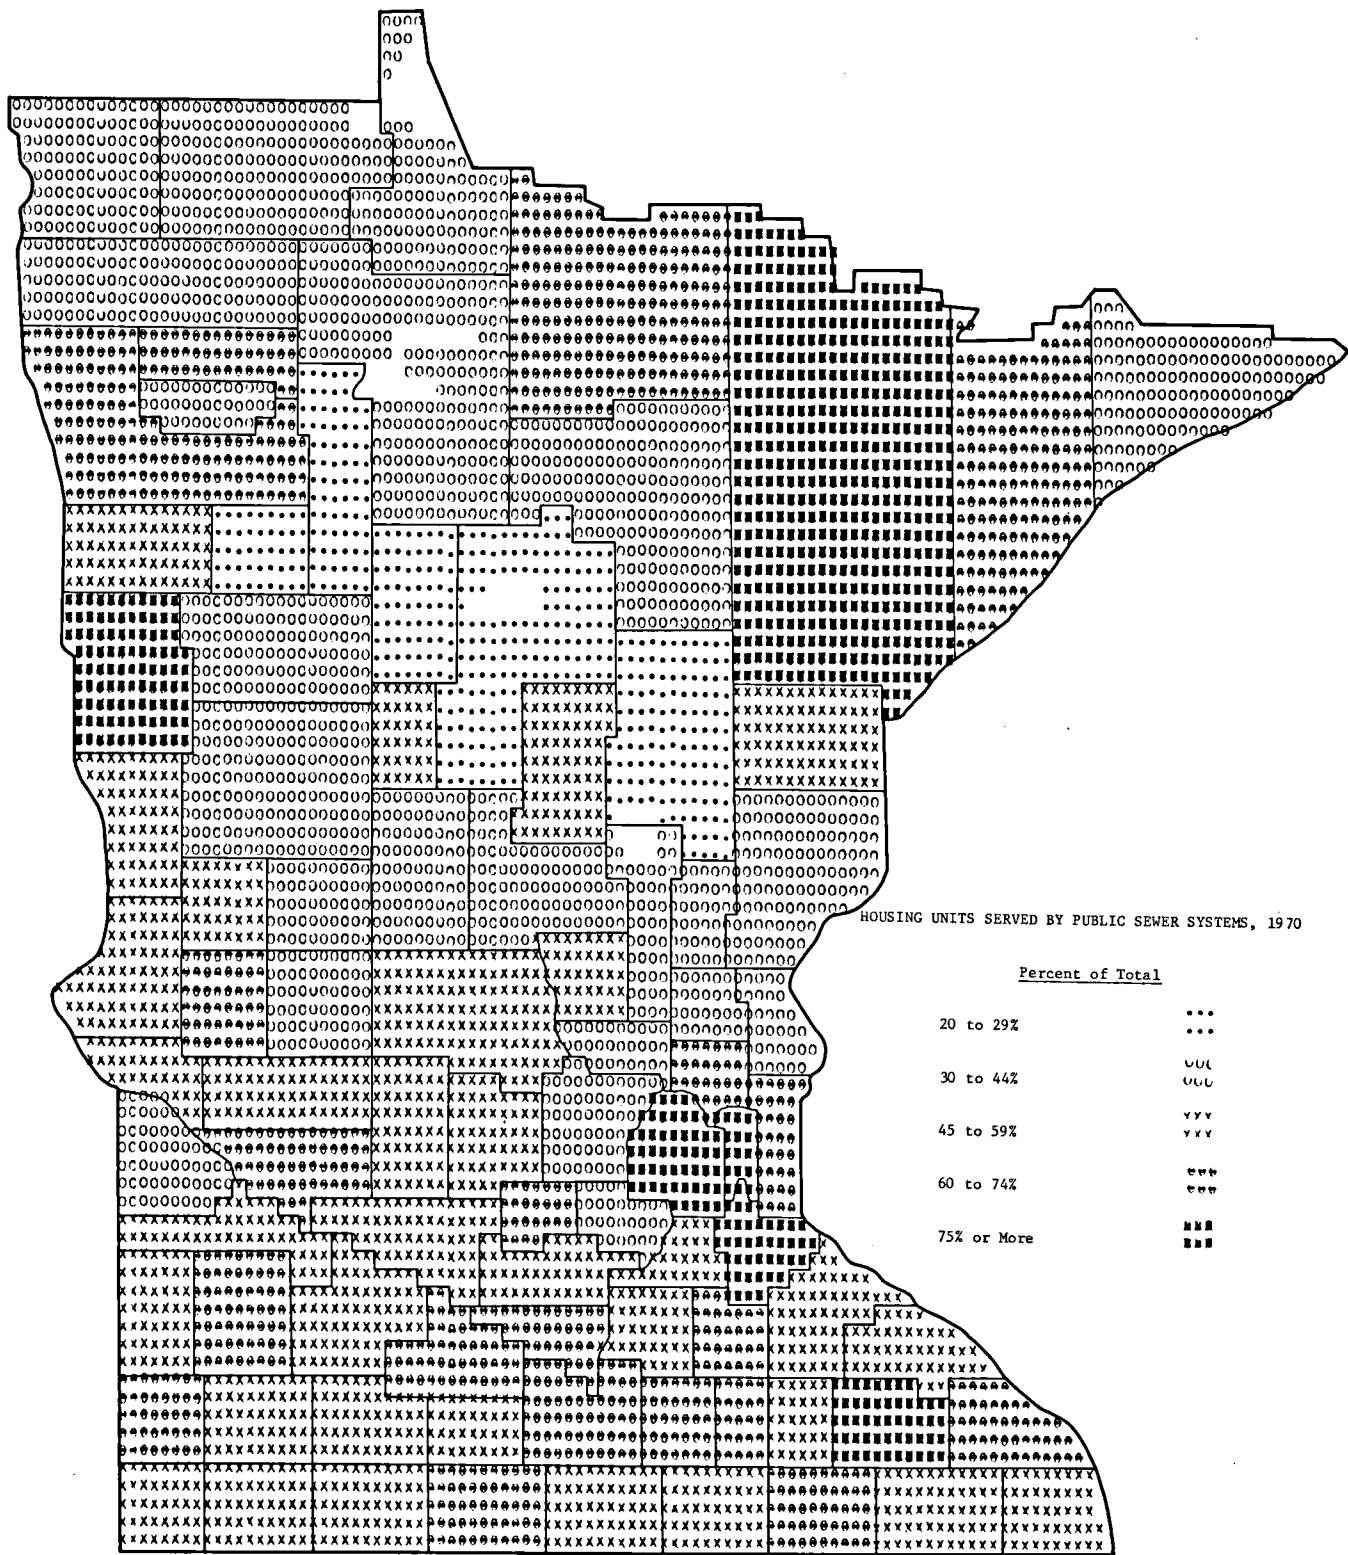 HOUSING UNITS SERVED BY PUBLIC SEWER SYSTEMS, 1970
Percent of Total
20 to 29%
30 to 44%
45 to 59%
60 to 74%
75% or More